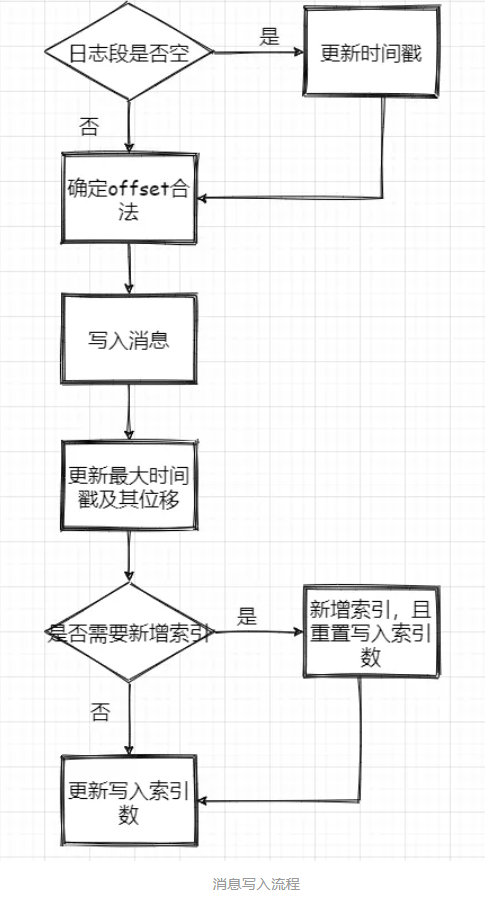 日志段是否空
是
更新时间戳
否
确定offset合
法
写入消息
更新最大时间
戳及其位移
是否需要新增索引
是
新增索引，且
重置写入索引
数
否
更新写入索引
数
消息写入流程